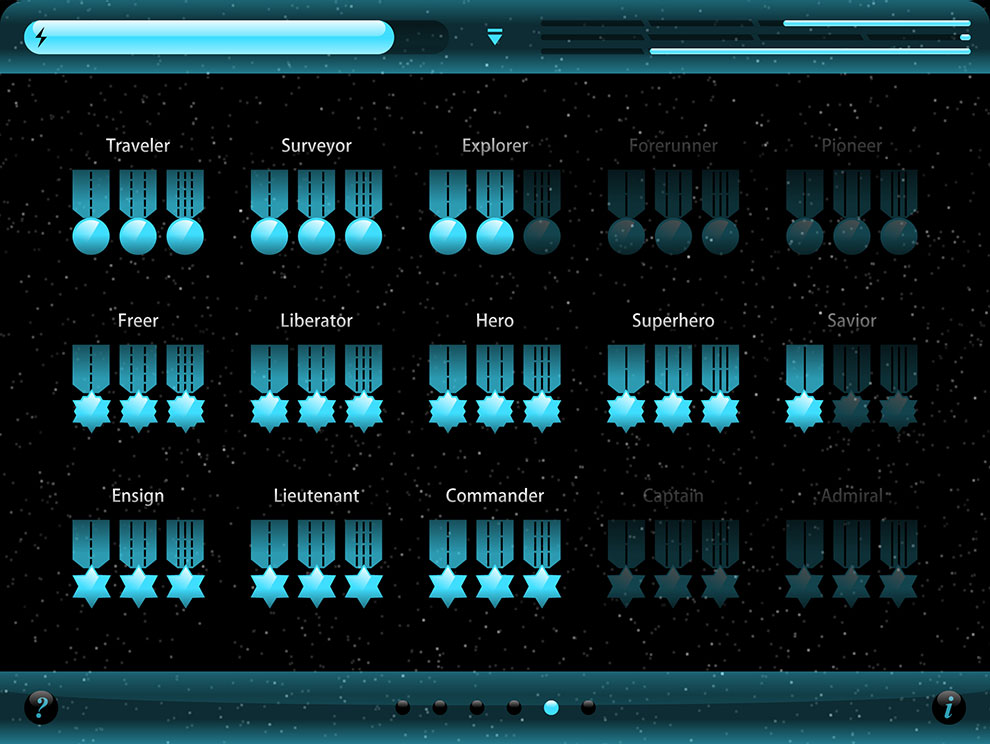 Traveler Surveyor Explorer Forerunner Pioneer
Freer Liberator Hero Superhero Savior
Ensign Lieutenant Commander Captain Admiral
? i